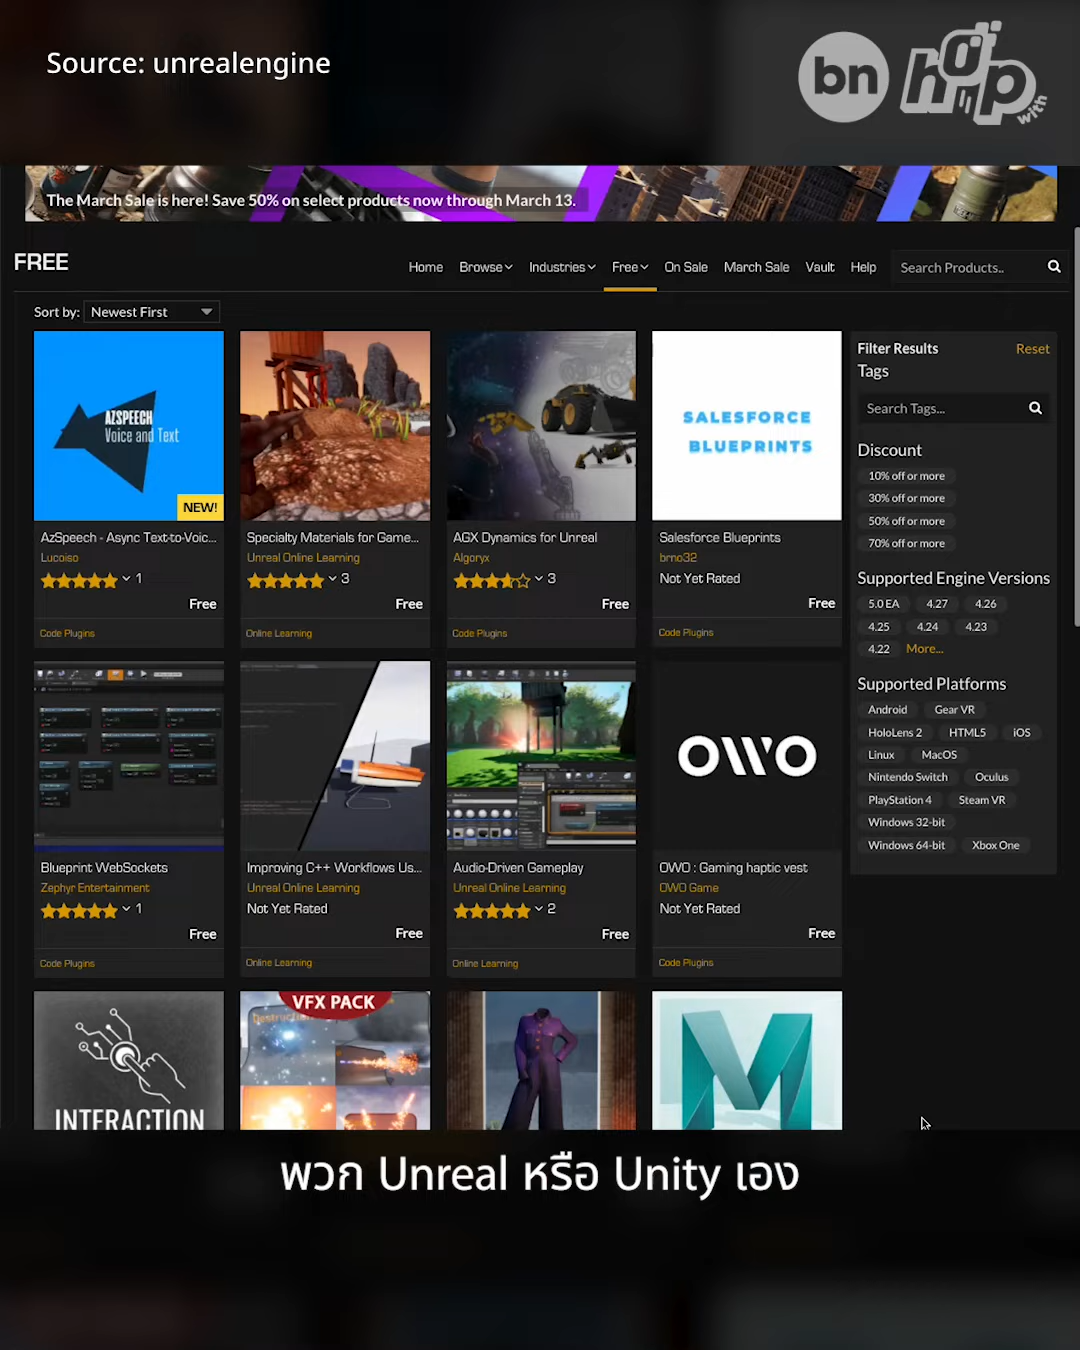 Source: unrealengine
bn
hop
with
The March Sale is here! Save 50% on select products now through March 13.
FREE
Home
Browse
Industries
Free
On Sale
March Sale
Vault
Help
Search Products..
Sort by: Newest First
AZSPEECH
Voice and Text
NEW!
SALESFORCE
BLUEPRINTS
AzSpeech - Async Text-to-Voic...
Lucoiso
1
Free
Code Plugins
Specialty Materials for Game...
Unreal Online Learning
3
Free
Online Learning
AGX Dynamics for Unreal
Algoryx
3
Free
Code Plugins
Salesforce Blueprints
brno32
Not Yet Rated
Free
Code Plugins
Filter Results
Reset
Tags
Search Tags...
Discount
10% off or more
30% off or more
50% off or more
70% off or more
Supported Engine Versions
5.0 EA 4.27 4.26
4.25 4.24 4.23
4.22 More...
Supported Platforms
Android Gear VR
HoloLens 2 HTML5 iOS
Linux MacOS
Nintendo Switch Oculus
PlayStation 4 Steam VR
Windows 32-bit
Windows 64-bit Xbox One
OWO
Blueprint WebSockets
Zephyr Entertainment
1
Free
Code Plugins
Improving C++ Workflows Us...
Unreal Online Learning
Not Yet Rated
Free
Online Learning
Audio-Driven Gameplay
Unreal Online Learning
2
Free
Online Learning
OWO : Gaming haptic vest
OWO Game
Not Yet Rated
Free
Code Plugins
INTERACTION
VFX PACK
Destruction
M
พวก Unreal หรือ Unity เอง